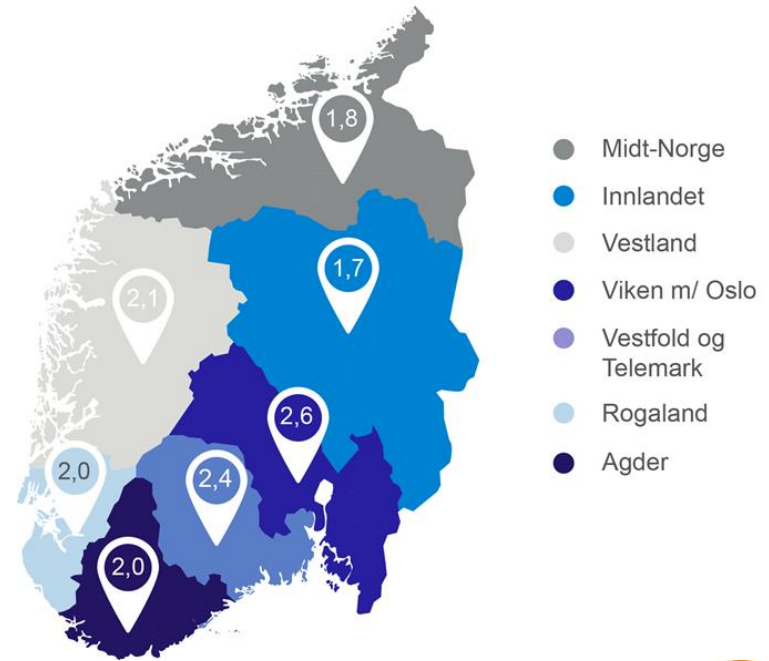 1,8
1,7
2,1
2,6
2,4
2,0
2,0
Midt-Norge
Innlandet
Vestland
Viken m/ Oslo
Vestfold og
Telemark
Rogaland
Agder